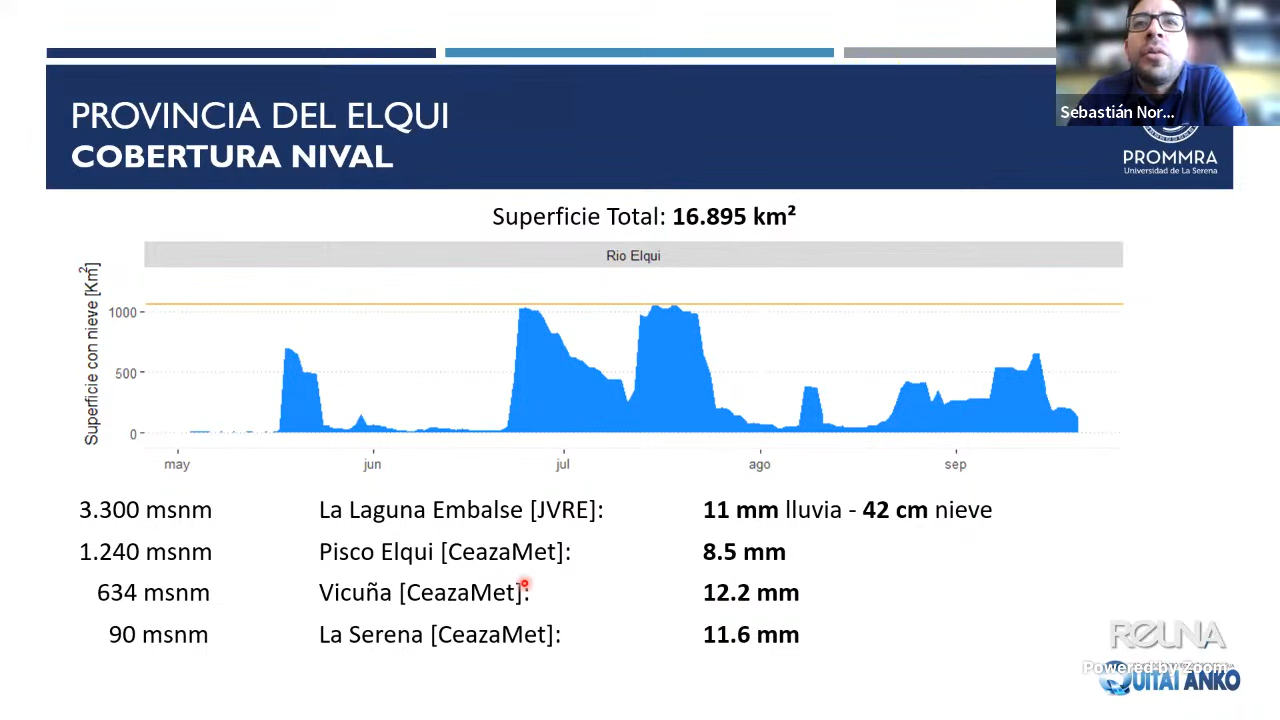 PROVINCIA DEL ELQUI
COBERTURA NIVAL
Sebastián Nor...
PROMMRA
Universidad de La Serena
Superficie Total: 16.895 km²
Rio Elqui
Superficie con nieve [Km²]
1000
500
0
may jun jul ago sep
3.300 msnm La Laguna Embalse [JVRE]: 11 mm lluvia - 42 cm nieve
1.240 msnm Pisco Elqui [CeazaMet]: 8.5 mm
634 msnm Vicuña [CeazaMet]: 12.2 mm
90 msnm La Serena [CeazaMet]: 11.6 mm
REUNA
Powered by Zoom
QUITAI ANKO